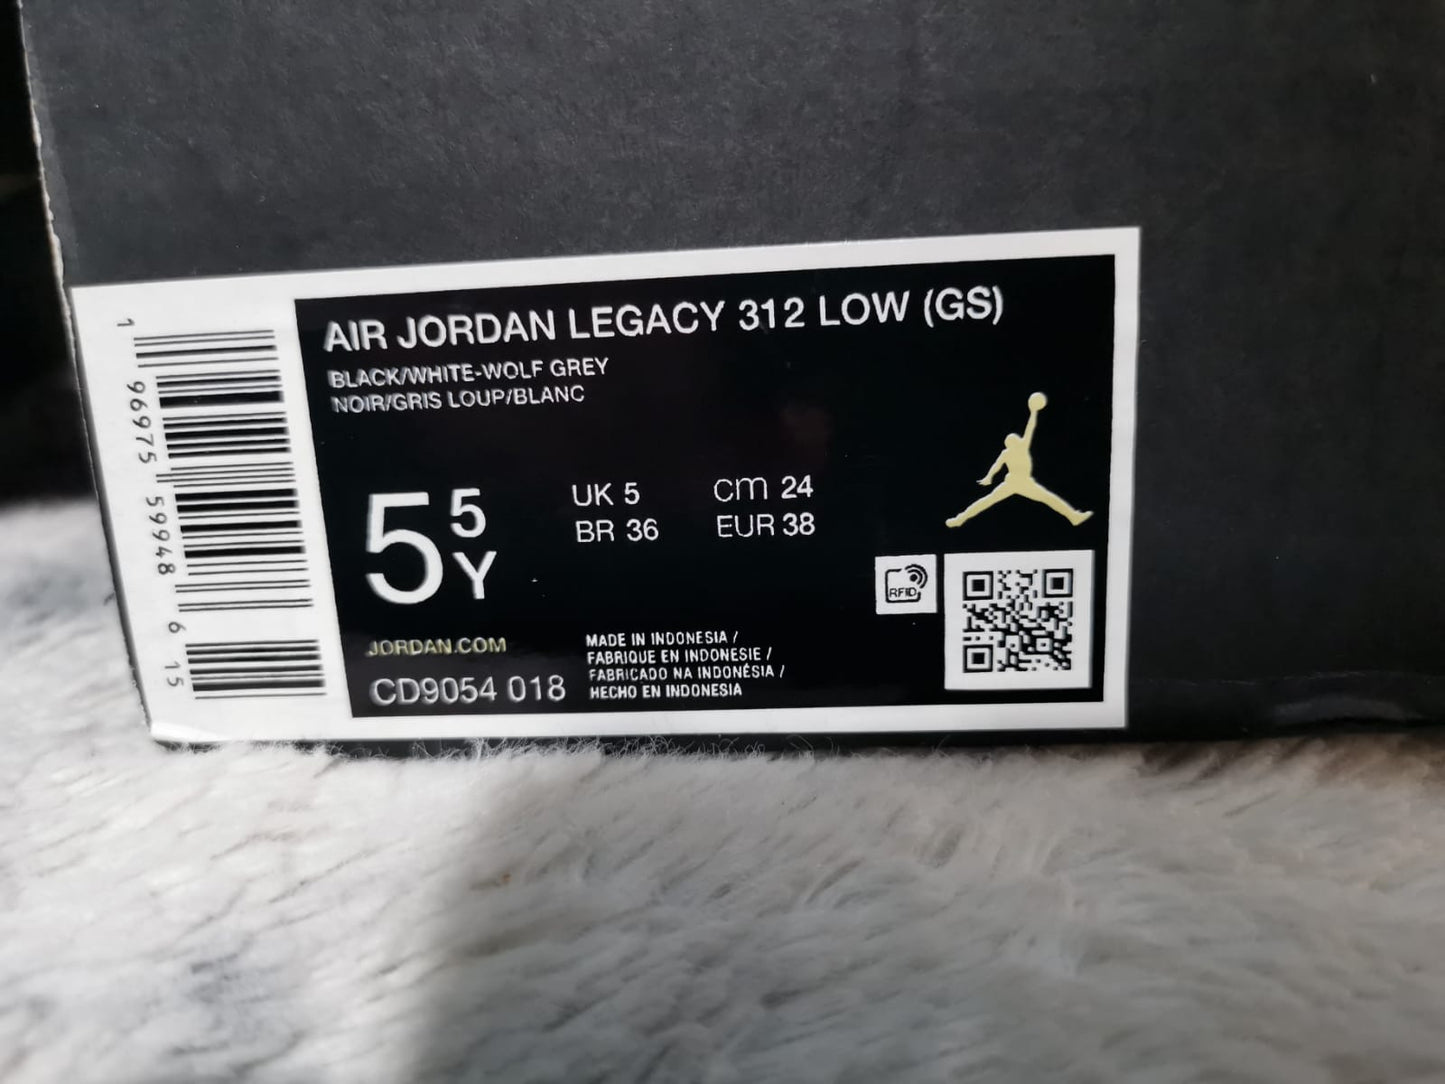 AIR JORDAN LEGACY 312 LOW (GS)
BLACK/WHITE-WOLF GREY
NOIR/GRIS LOUP/BLANC
5 5Y
UK 5
cm 24
BR 36
EUR 38
RFID
JORDAN.COM
CD9054 018
MADE IN INDONESIA /
FABRIQUE EN INDONESIE /
FABRICADO NA INDONÉSIA /
HECHO EN INDONESIA
1 96975 59948 6 15